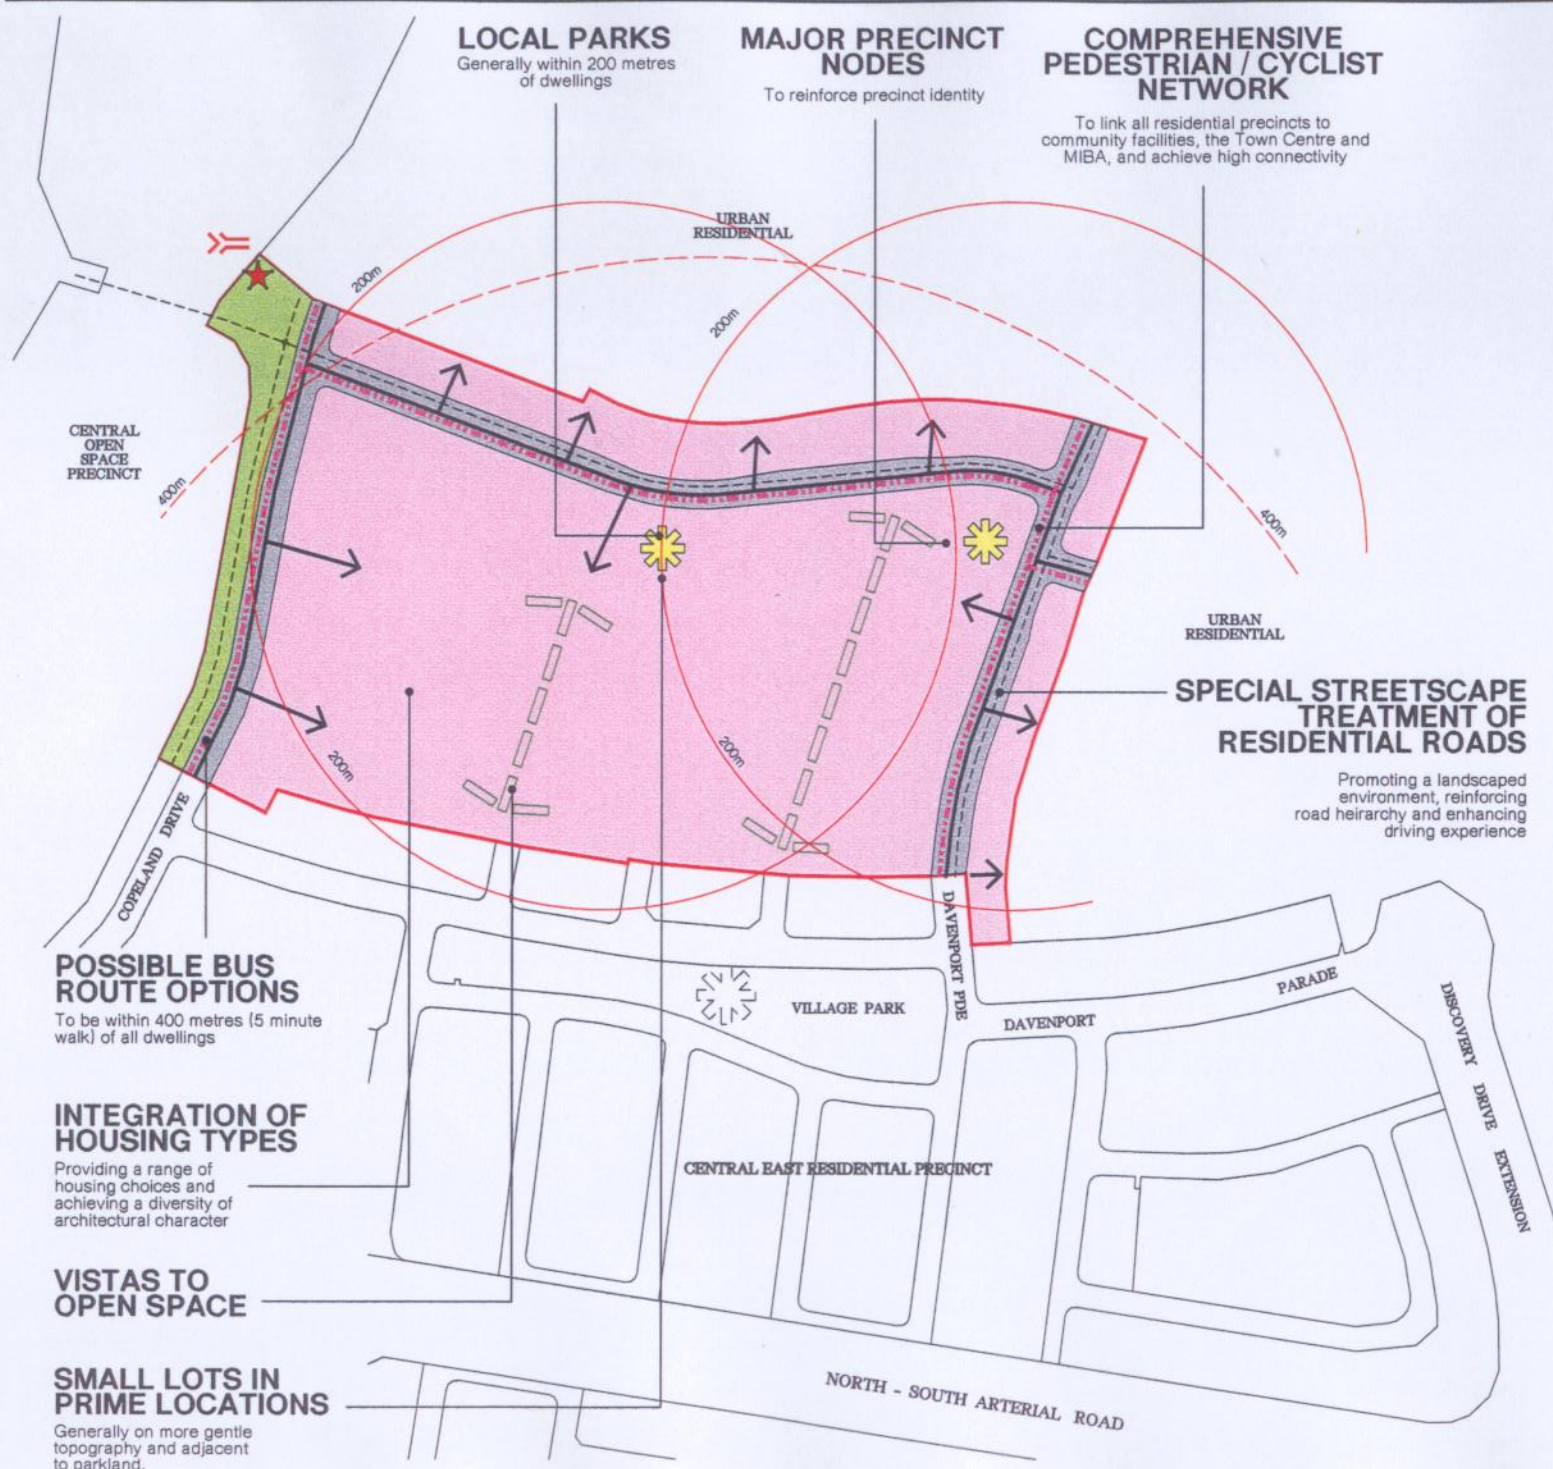 LOCAL PARKS
Generally within 200 metres
of dwellings
MAJOR PRECINCT
NODES
To reinforce precinct identity
COMPREHENSIVE
PEDESTRIAN / CYCLIST
NETWORK
To link all residential precincts to
community facilities, the Town Centre and
MIBA, and achieve high connectivity
URBAN
RESIDENTIAL
200m
200m
CENTRAL
OPEN
SPACE
PRECINCT
400m
400m
URBAN
RESIDENTIAL
SPECIAL STREETSCAPE
TREATMENT OF
RESIDENTIAL ROADS
Promoting a landscaped
environment, reinforcing
road heirarchy and enhancing
driving experience
200m
200m
COPELAND DRIVE
DAVENPORT PDE
POSSIBLE BUS
ROUTE OPTIONS
To be within 400 metres (5 minute
walk) of all dwellings
VILLAGE PARK
DAVENPORT
PARADE
DISCOVERY DRIVE EXTENSION
INTEGRATION OF
HOUSING TYPES
Providing a range of
housing choices and
achieving a diversity of
architectural character
CENTRAL EAST RESIDENTIAL PRECINCT
VISTAS TO
OPEN SPACE
SMALL LOTS IN
PRIME LOCATIONS
Generally on more gentle
topography and adjacent
to parkland.
NORTH - SOUTH ARTERIAL ROAD